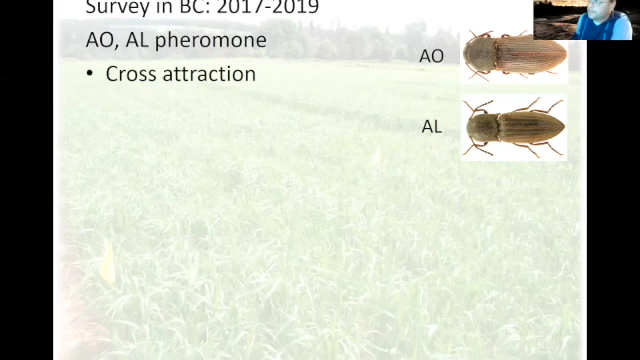 Survey in BC: 2017-2019
AO, AL pheromone
• Cross attraction
AO
AL